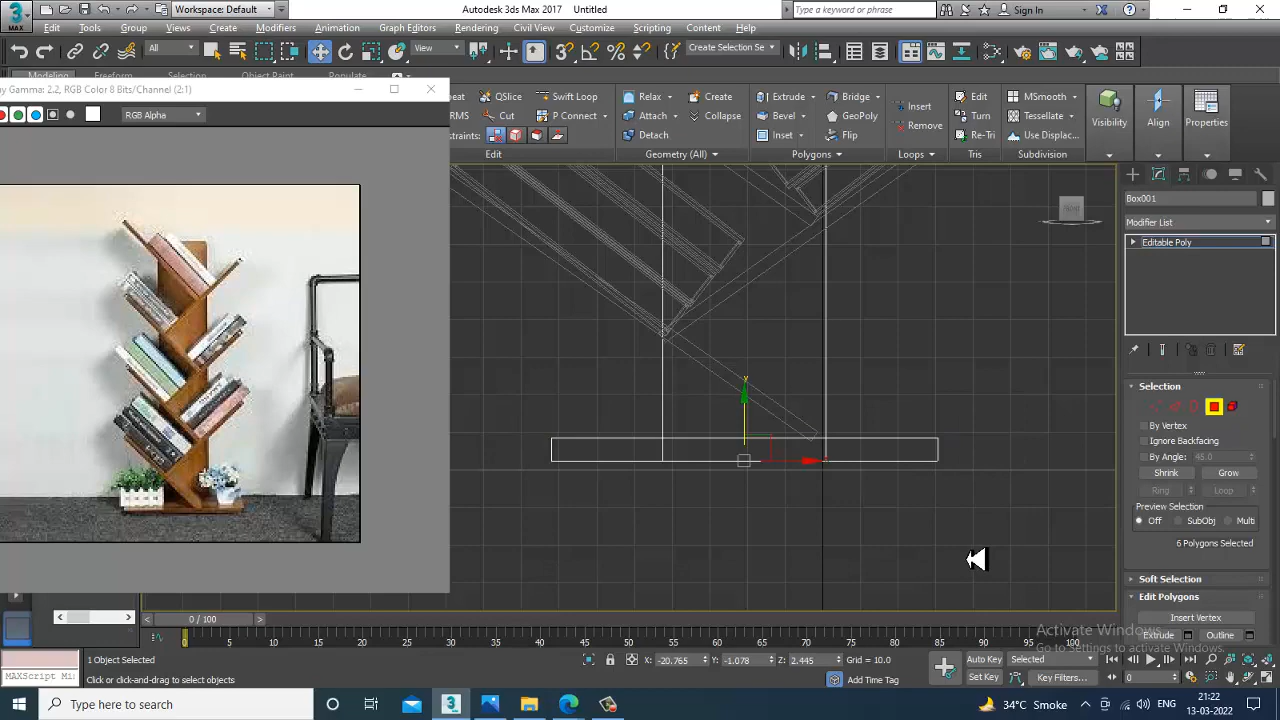 MAX
Workspace: Default
Autodesk 3ds Max 2017 Untitled
Type a keyword or phrase
Sign In
Edit Tools Group Views Create Modifiers Animation Graph Editors Rendering Civil View Customize Scripting Content Help
All
View
Create Selection Se
Modeling Freeform Selection Object Paint Populate
ay Gamma: 2.2, RGB Color 8 Bits/Channel (2:1)
RGB Alpha
QSlice Swift Loop
Cut P Connect
Edit
Relax Create
Attach Collapse
Detach
Geometry (All)
Extrude Bridge
Bevel GeoPoly
Inset Flip
Polygons
Insert
Remove
Loops
Edit
Turn
Re-Tri
Tris
MSmooth
Tessellate
Use Displac...
Subdivision
Visibility
Align
Properties
Box001
Modifier List
Editable Poly
Selection
By Vertex
Ignore Backfacing
By Angle: 45.0
Shrink Grow
Ring Loop
Preview Selection
Off SubObj Multi
6 Polygons Selected
Soft Selection
Edit Polygons
Insert Vertex
Extrude Outline
y
0 / 100
0 5 10 15 20 25 30 35 40 45 50 55 60 65 70 75 80 85 90 95 100
Activate Windows
Go to Settings to activate Windows.
1 Object Selected
X: -20.765 Y: -1.078 Z: 2.445 Grid = 10.0
Auto Key Selected
MAXScript Mi:
Click or click-and-drag to select objects
Add Time Tag
Set Key Key Filters...
0
Type here to search
34°C Smoke
ENG
21:22
13-03-2022